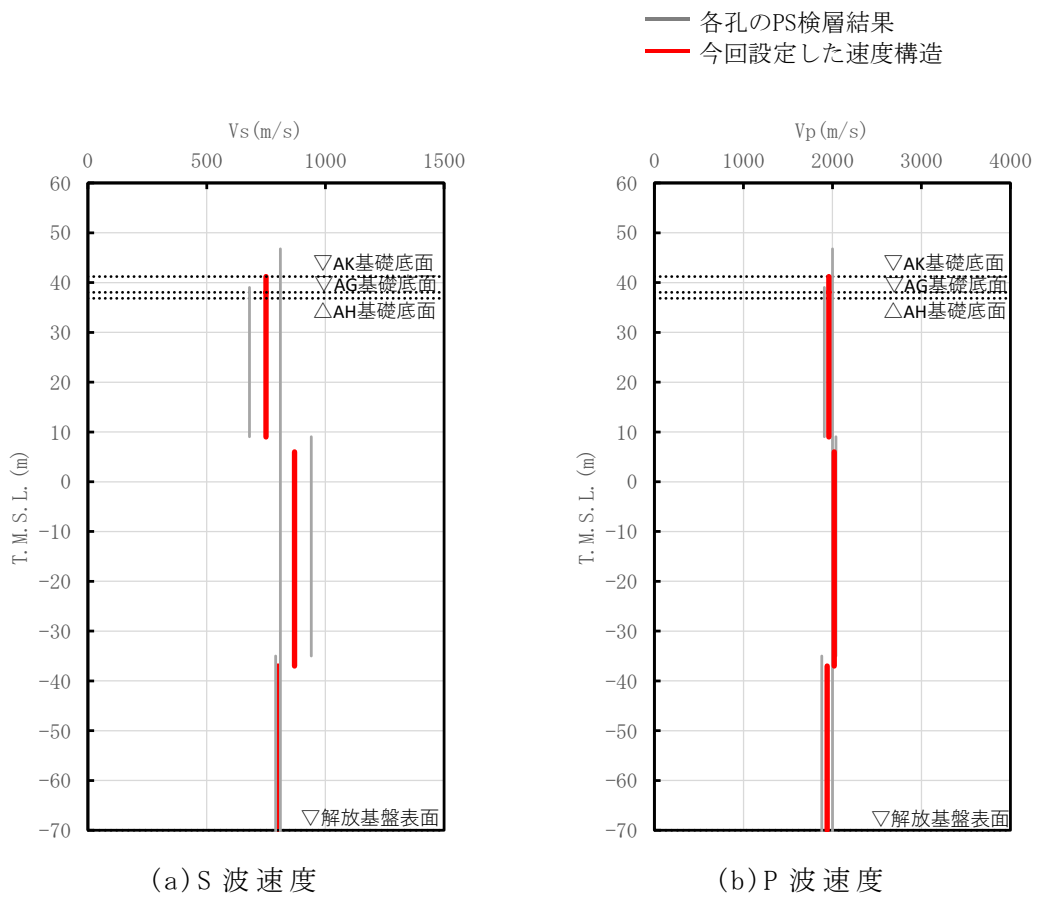 各孔のPS検層結果
今回設定した速度構造
Vs(m/s)
0 500 1000 1500
60
50
40
30
20
10
0
-10
-20
-30
-40
-50
-60
-70
T.M.S.L.(m)
▽AK基礎底面
▽AG基礎底面
△AH基礎底面
▽解放基盤表面
(a)S波速度
Vp(m/s)
0 1000 2000 3000 4000
60
50
40
30
20
10
0
-10
-20
-30
-40
-50
-60
-70
T.M.S.L.(m)
▽AK基礎底面
▽AG基礎底面
△AH基礎底面
▽解放基盤表面
(b)P波速度